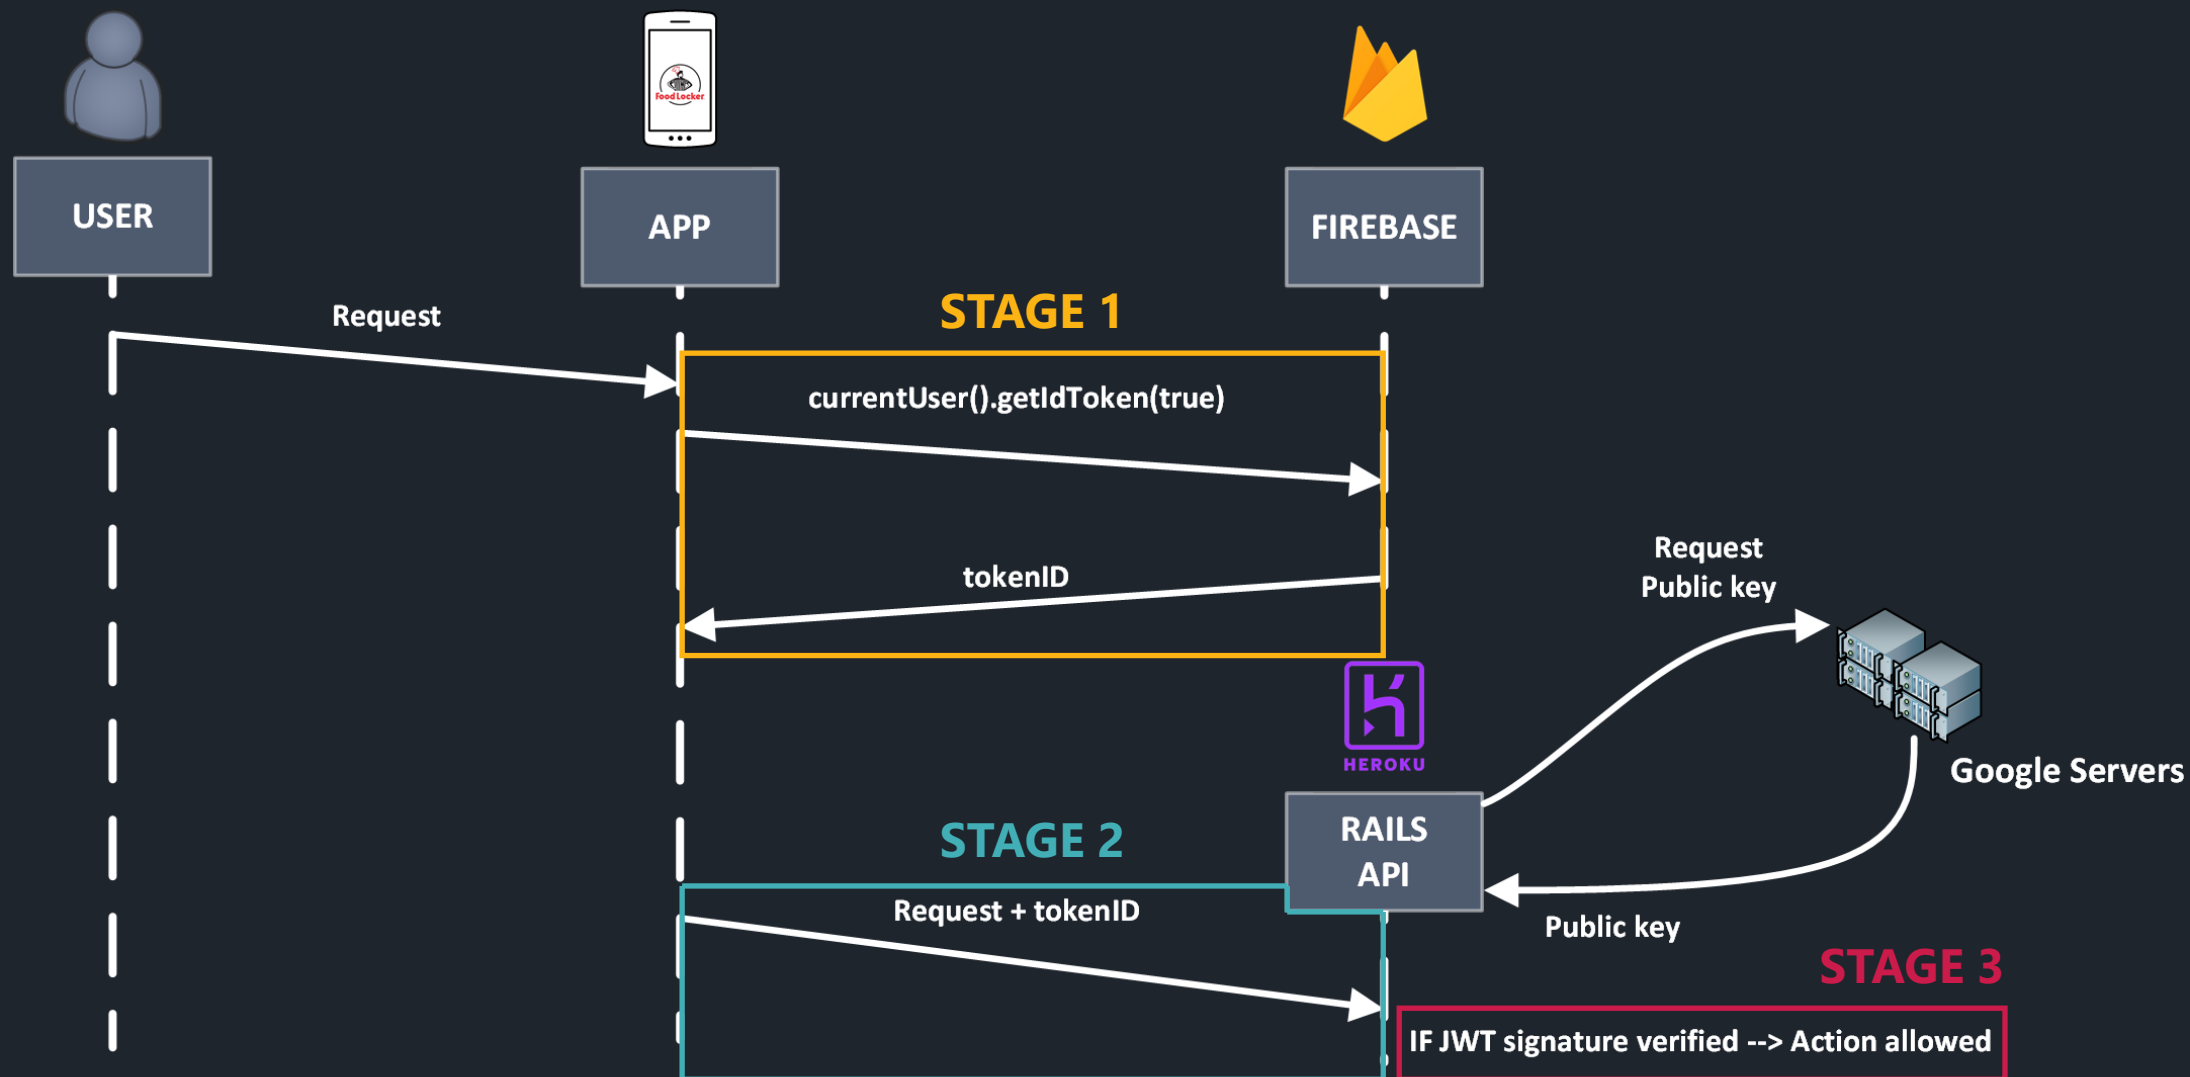 FoodLocker
USER
APP
FIREBASE
STAGE 1
Request
currentUser().getIdToken(true)
tokenID
Request
Public key
HEROKU
Google Servers
RAILS
API
STAGE 2
Request + tokenID
Public key
STAGE 3
IF JWT signature verified --> Action allowed